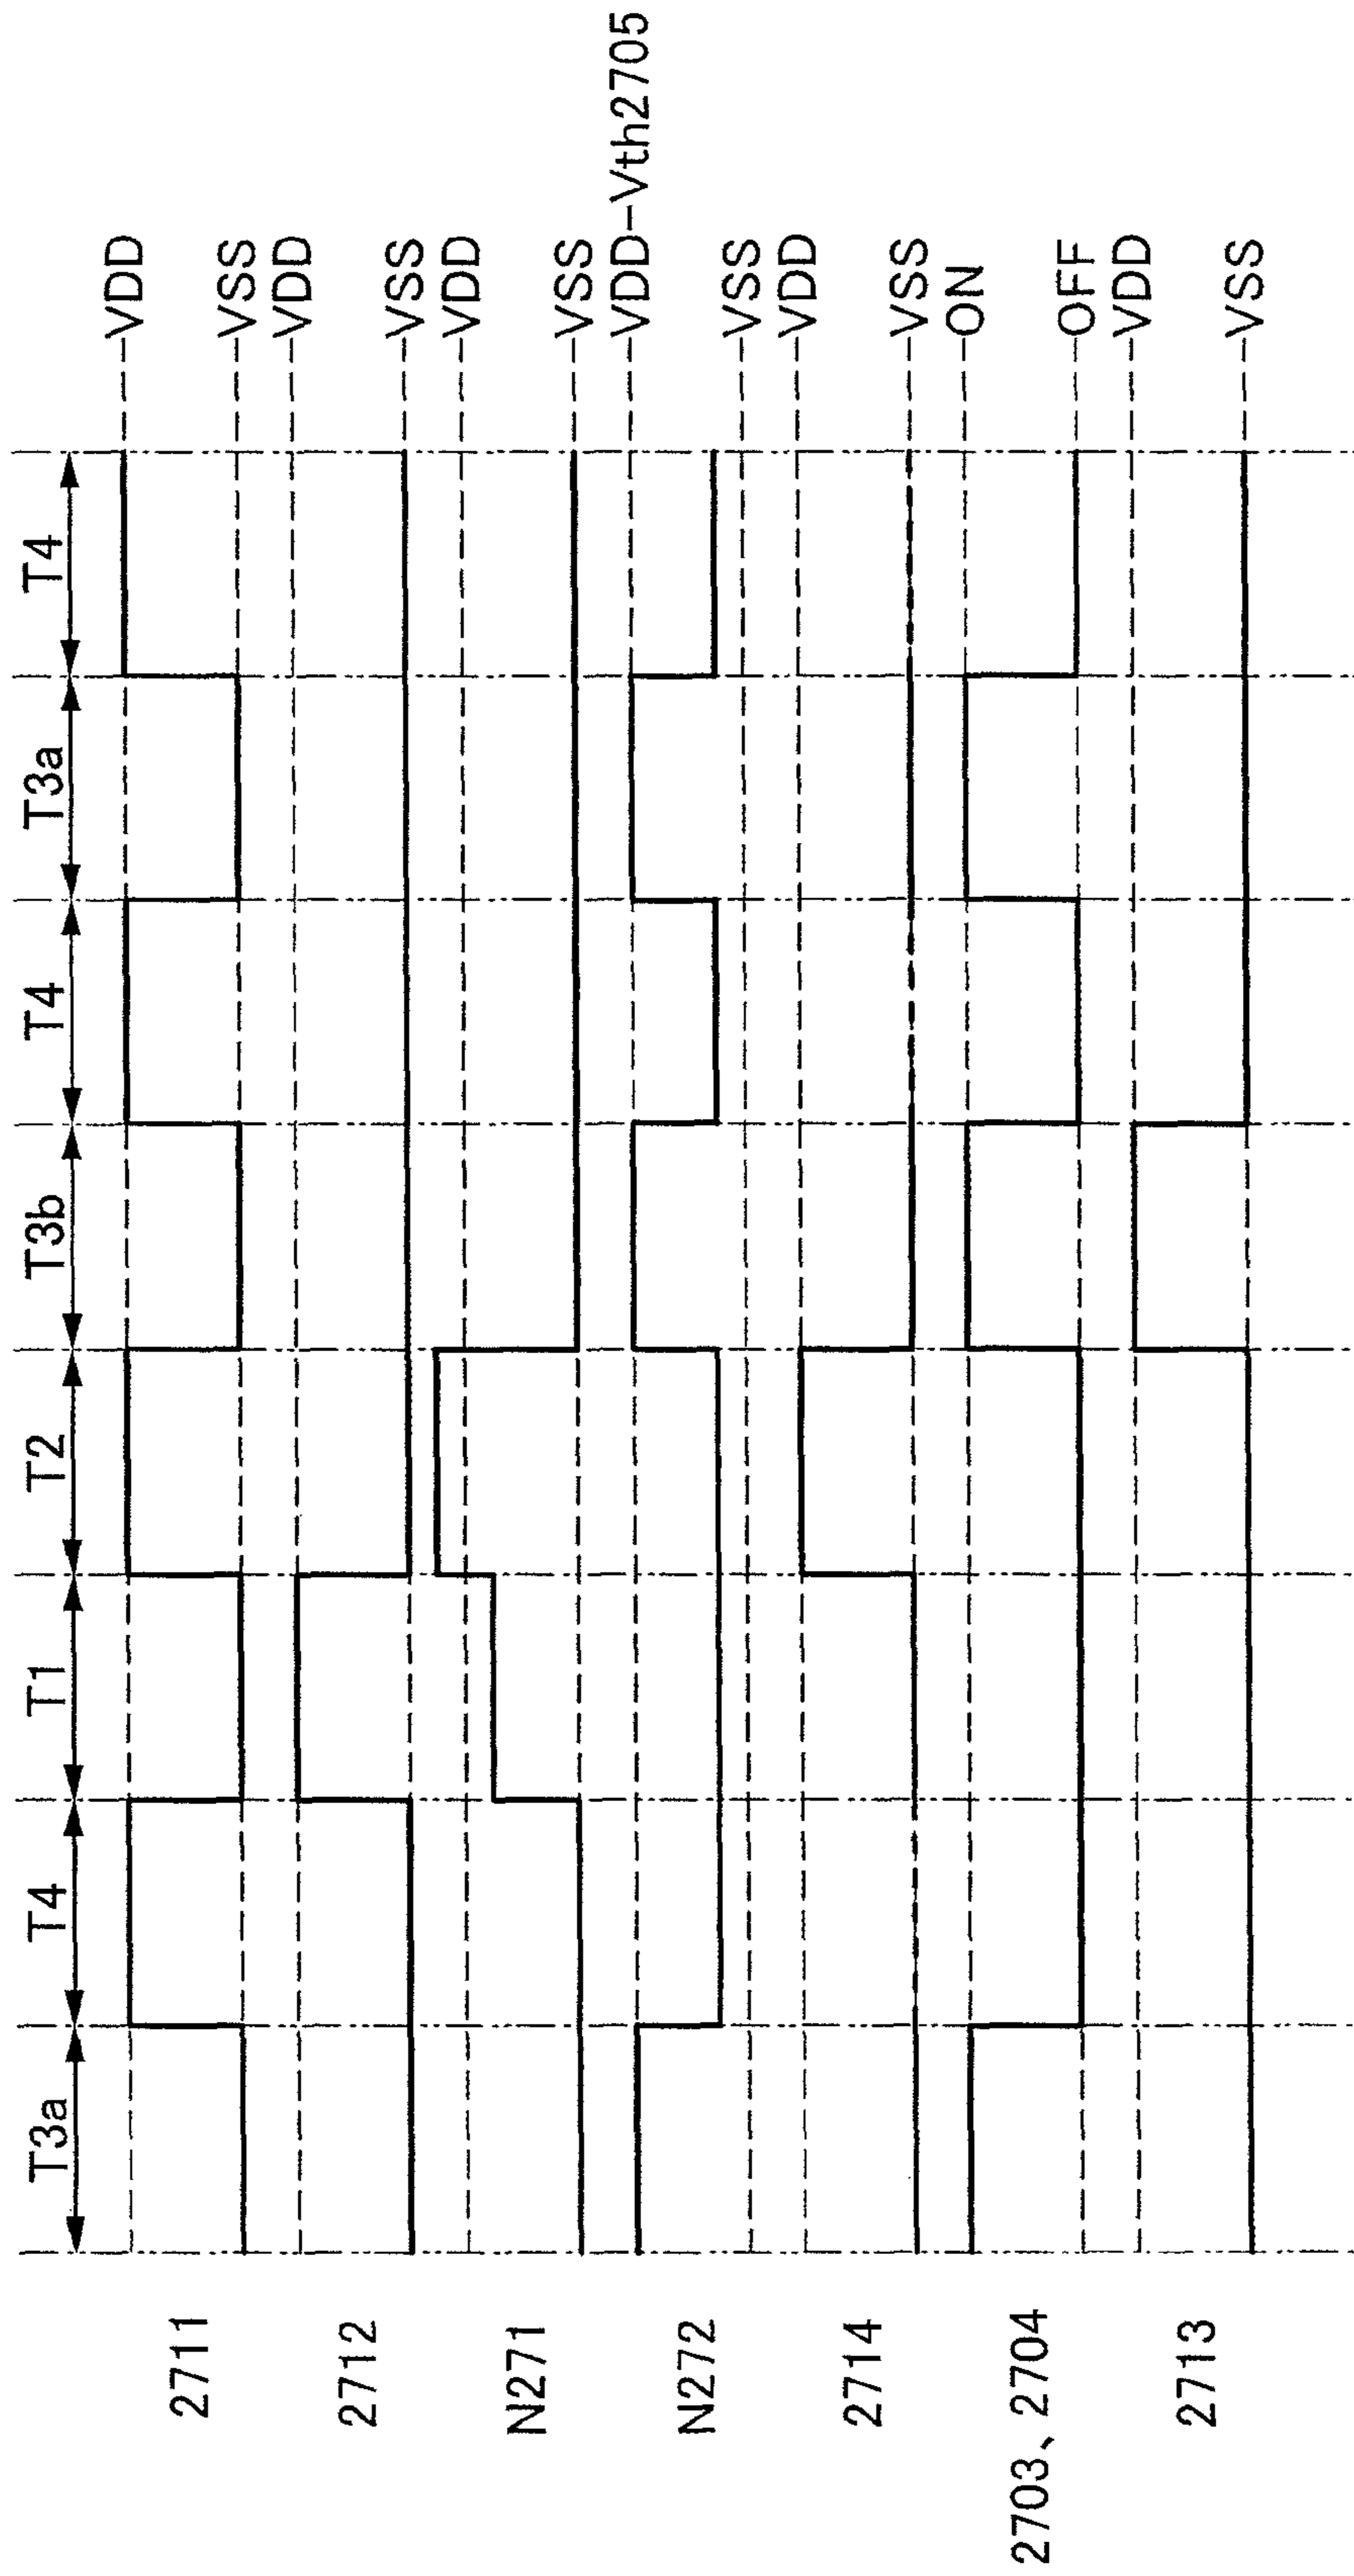 T3a T4 T1 T2 T3b T4 T3a T4
2711 VDD
VSS
2712 VDD
VSS
N271 VDD
VSS
N272 VDD-Vth2705
VSS
2714 VDD
VSS
2703、2704 ON
OFF
2713 VDD
VSS